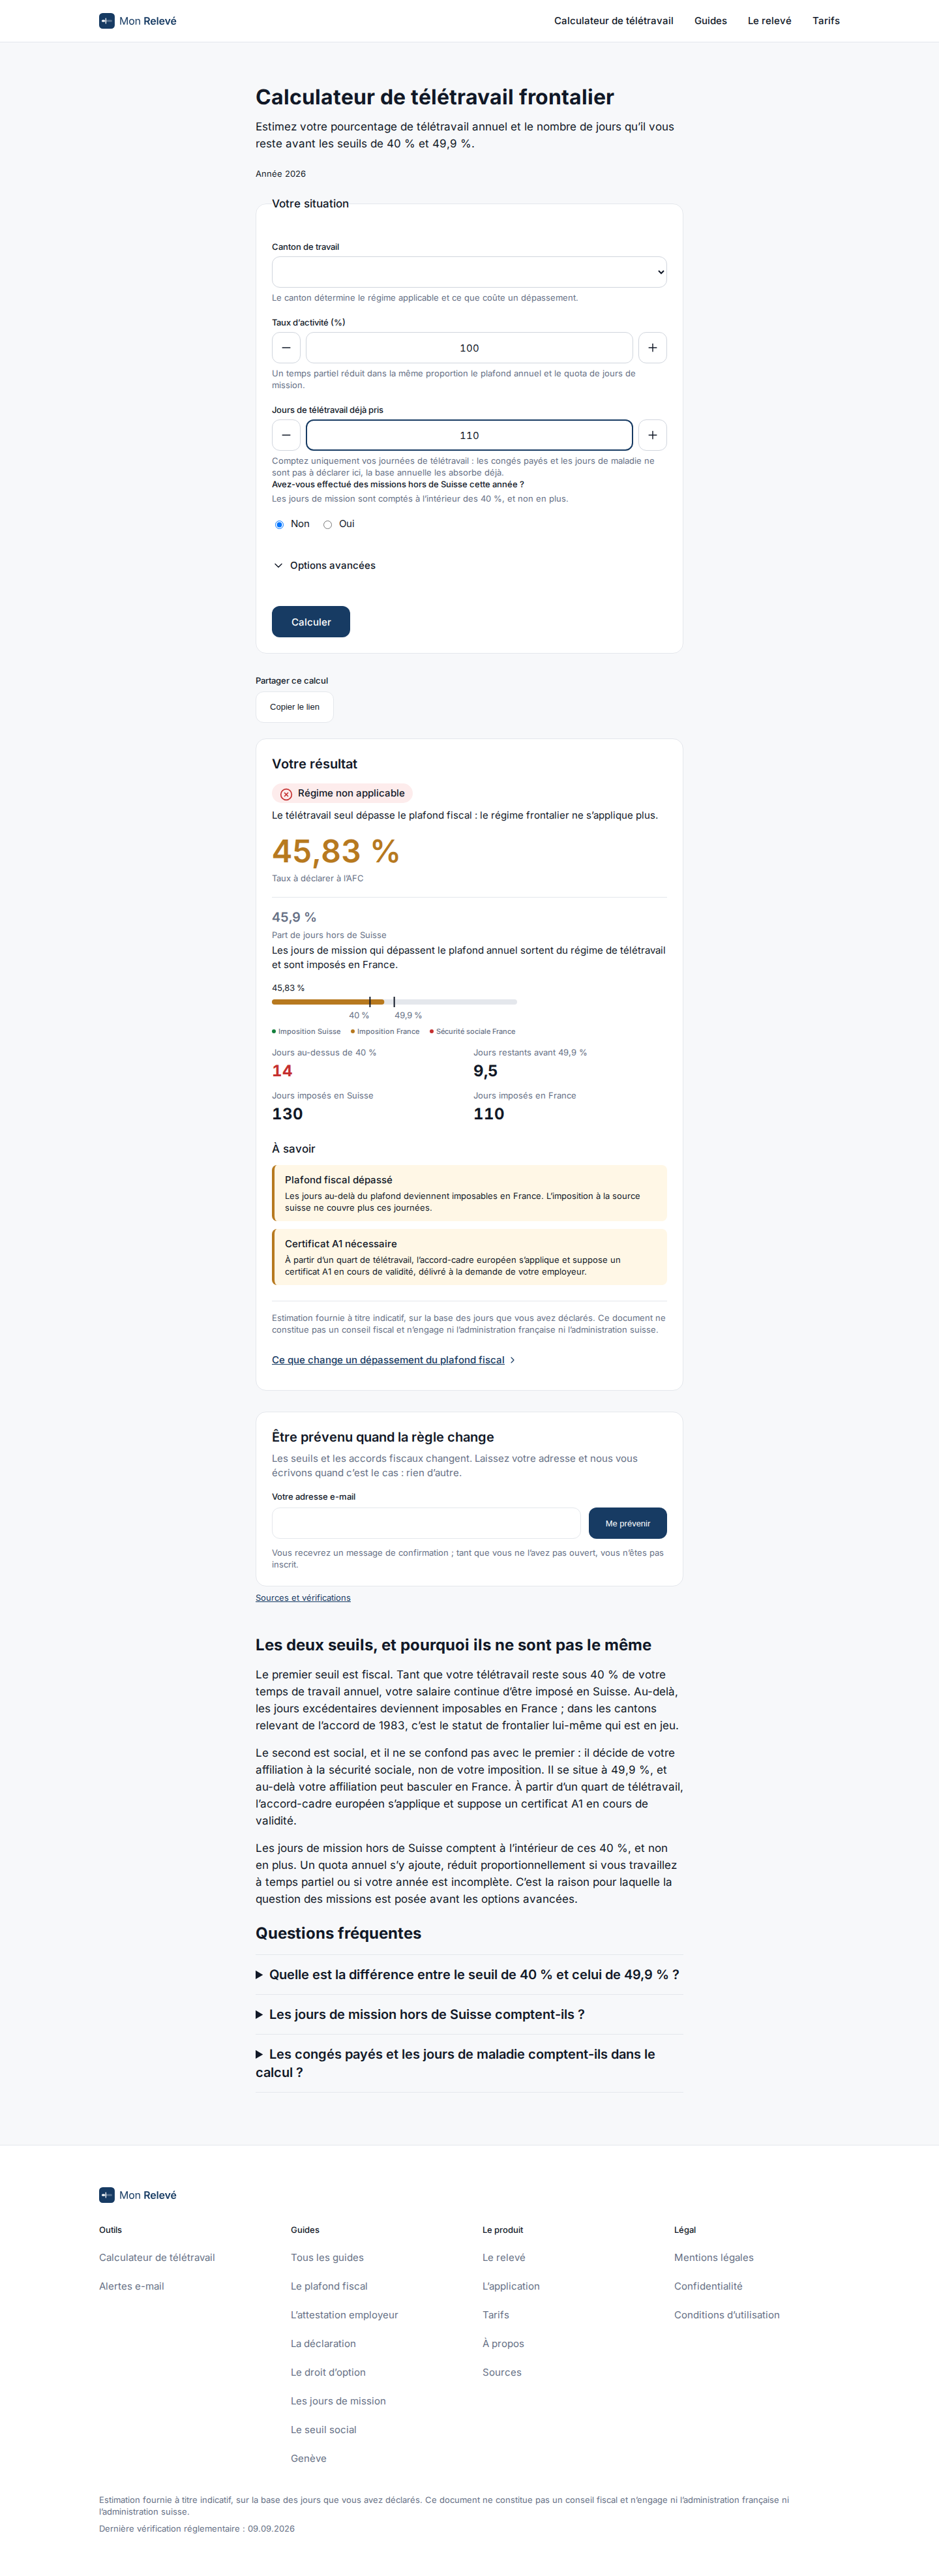 Mon Relevé
Calculateur de télétravail
Guides
Le relevé
Tarifs
Calculateur de télétravail frontalier
Estimez votre pourcentage de télétravail annuel et le nombre de jours qu’il vous
reste avant les seuils de 40 % et 49,9 %.
Année 2026
Votre situation
Canton de travail
Le canton détermine le régime applicable et ce que coûte un dépassement.
Taux d’activité (%)
100
Un temps partiel réduit dans la même proportion le plafond annuel et le quota de jours de
mission.
Jours de télétravail déjà pris
110
Comptez uniquement vos journées de télétravail : les congés payés et les jours de maladie ne
sont pas à déclarer ici, la base annuelle les absorbe déjà.
Avez-vous effectué des missions hors de Suisse cette année ?
Les jours de mission sont comptés à l’intérieur des 40 %, et non en plus.
Non
Oui
Options avancées
Calculer
Partager ce calcul
Copier le lien
Votre résultat
Régime non applicable
Le télétravail seul dépasse le plafond fiscal : le régime frontalier ne s’applique plus.
45,83 %
Taux à déclarer à l’AFC
45,9 %
Part de jours hors de Suisse
Les jours de mission qui dépassent le plafond annuel sortent du régime de télétravail
et sont imposés en France.
45,83 %
40 %
49,9 %
Imposition Suisse
Imposition France
Sécurité sociale France
Jours au-dessus de 40 %
14
Jours restants avant 49,9 %
9,5
Jours imposés en Suisse
130
Jours imposés en France
110
À savoir
Plafond fiscal dépassé
Les jours au-delà du plafond deviennent imposables en France. L’imposition à la source
suisse ne couvre plus ces journées.
Certificat A1 nécessaire
À partir d’un quart de télétravail, l’accord-cadre européen s’applique et suppose un
certificat A1 en cours de validité, délivré à la demande de votre employeur.
Estimation fournie à titre indicatif, sur la base des jours que vous avez déclarés. Ce document ne
constitue pas un conseil fiscal et n’engage ni l’administration française ni l’administration suisse.
Ce que change un dépassement du plafond fiscal
Être prévenu quand la règle change
Les seuils et les accords fiscaux changent. Laissez votre adresse et nous vous
écrivons quand c’est le cas : rien d’autre.
Votre adresse e-mail
Me prévenir
Vous recevrez un message de confirmation ; tant que vous ne l’avez pas ouvert, vous n’êtes pas
inscrit.
Sources et vérifications
Les deux seuils, et pourquoi ils ne sont pas le même
Le premier seuil est fiscal. Tant que votre télétravail reste sous 40 % de votre
temps de travail annuel, votre salaire continue d’être imposé en Suisse. Au-delà,
les jours excédentaires deviennent imposables en France ; dans les cantons
relevant de l’accord de 1983, c’est le statut de frontalier lui-même qui est en jeu.
Le second est social, et il ne se confond pas avec le premier : il décide de votre
affiliation à la sécurité sociale, non de votre imposition. Il se situe à 49,9 %, et
au-delà votre affiliation peut basculer en France. À partir d’un quart de télétravail,
l’accord-cadre européen s’applique et suppose un certificat A1 en cours de
validité.
Les jours de mission hors de Suisse comptent à l’intérieur de ces 40 %, et non
en plus. Un quota annuel s’y ajoute, réduit proportionnellement si vous travaillez
à temps partiel ou si votre année est incomplète. C’est la raison pour laquelle la
question des missions est posée avant les options avancées.
Questions fréquentes
Quelle est la différence entre le seuil de 40 % et celui de 49,9 % ?
Les jours de mission hors de Suisse comptent-ils ?
Les congés payés et les jours de maladie comptent-ils dans le
calcul ?
Mon Relevé
Outils
Calculateur de télétravail
Alertes e-mail
Guides
Tous les guides
Le plafond fiscal
L’attestation employeur
La déclaration
Le droit d’option
Les jours de mission
Le seuil social
Genève
Le produit
Le relevé
L’application
Tarifs
À propos
Sources
Légal
Mentions légales
Confidentialité
Conditions d’utilisation
Estimation fournie à titre indicatif, sur la base des jours que vous avez déclarés. Ce document ne constitue pas un conseil fiscal et n’engage ni l’administration française ni
l’administration suisse.
Dernière vérification réglementaire : 09.09.2026